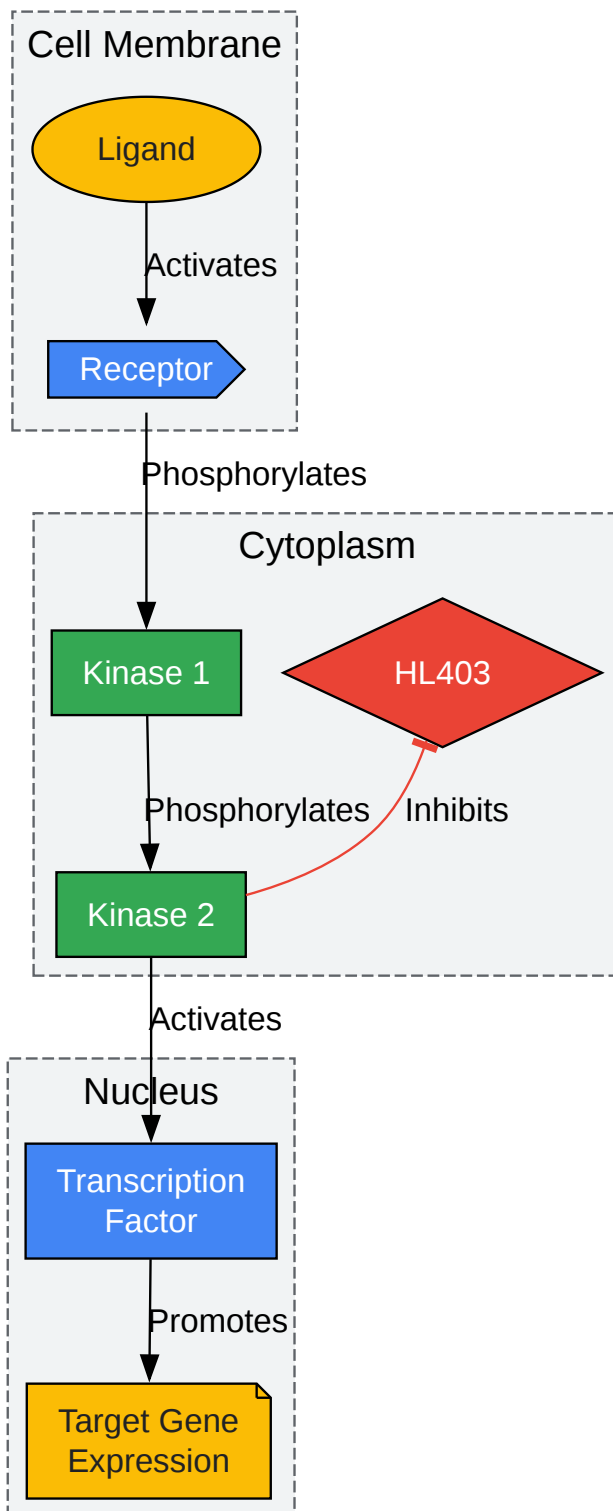 Cell Membrane
Ligand
Activates
Receptor
Phosphorylates
Cytoplasm
Kinase 1
HL403
Phosphorylates
Inhibits
Kinase 2
Activates
Nucleus
Transcription
Factor
Promotes
Target Gene
Expression